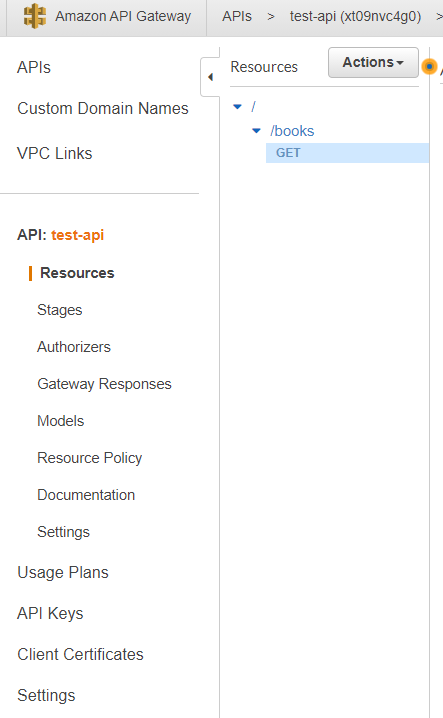 Amazon API Gateway APIs > test-api (xt09nvc4g0) >
APIs
Custom Domain Names
VPC Links
API: test-api
Resources
Stages
Authorizers
Gateway Responses
Models
Resource Policy
Documentation
Settings
Usage Plans
API Keys
Client Certificates
Settings
Resources Actions
/
/books
GET